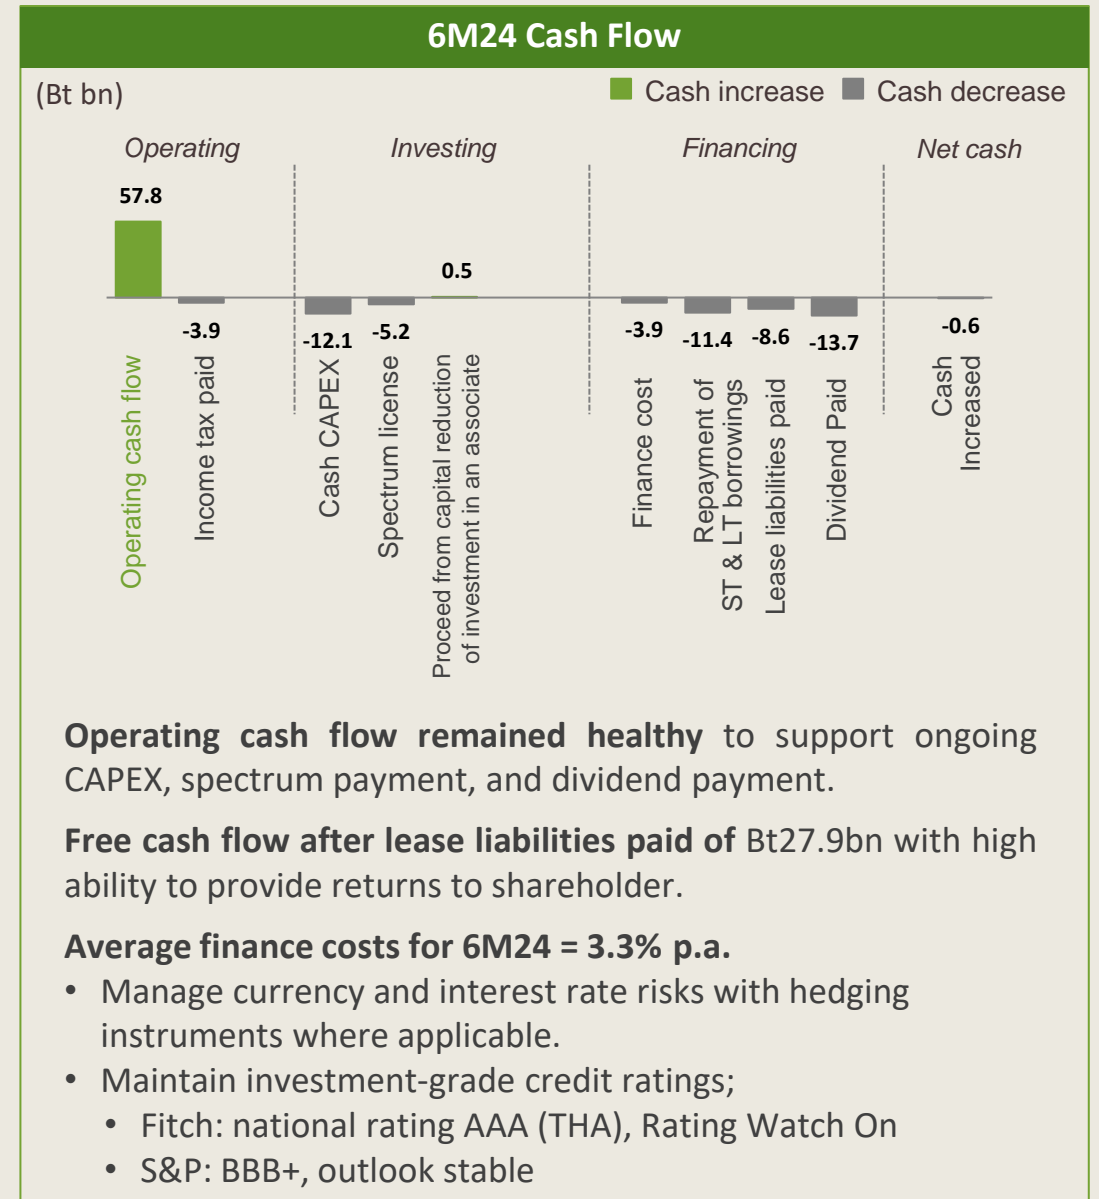 6M24 Cash Flow
(Bt bn)
Cash increase
Cash decrease
Operating
Investing
Financing
Net cash
57.8
-3.9
-12.1
-5.2
0.5
-3.9
-11.4
-8.6
-13.7
-0.6
Operating cash flow
Income tax paid
Cash CAPEX
Spectrum license
Proceed from capital reduction
of investment in an associate
Finance cost
Repayment of
ST & LT borrowings
Lease liabilities paid
Dividend Paid
Cash
Increased
Operating cash flow remained healthy to support ongoing
CAPEX, spectrum payment, and dividend payment.
Free cash flow after lease liabilities paid of Bt27.9bn with high
ability to provide returns to shareholder.
Average finance costs for 6M24 = 3.3% p.a.
• Manage currency and interest rate risks with hedging
instruments where applicable.
• Maintain investment-grade credit ratings;
• Fitch: national rating AAA (THA), Rating Watch On
• S&P: BBB+, outlook stable